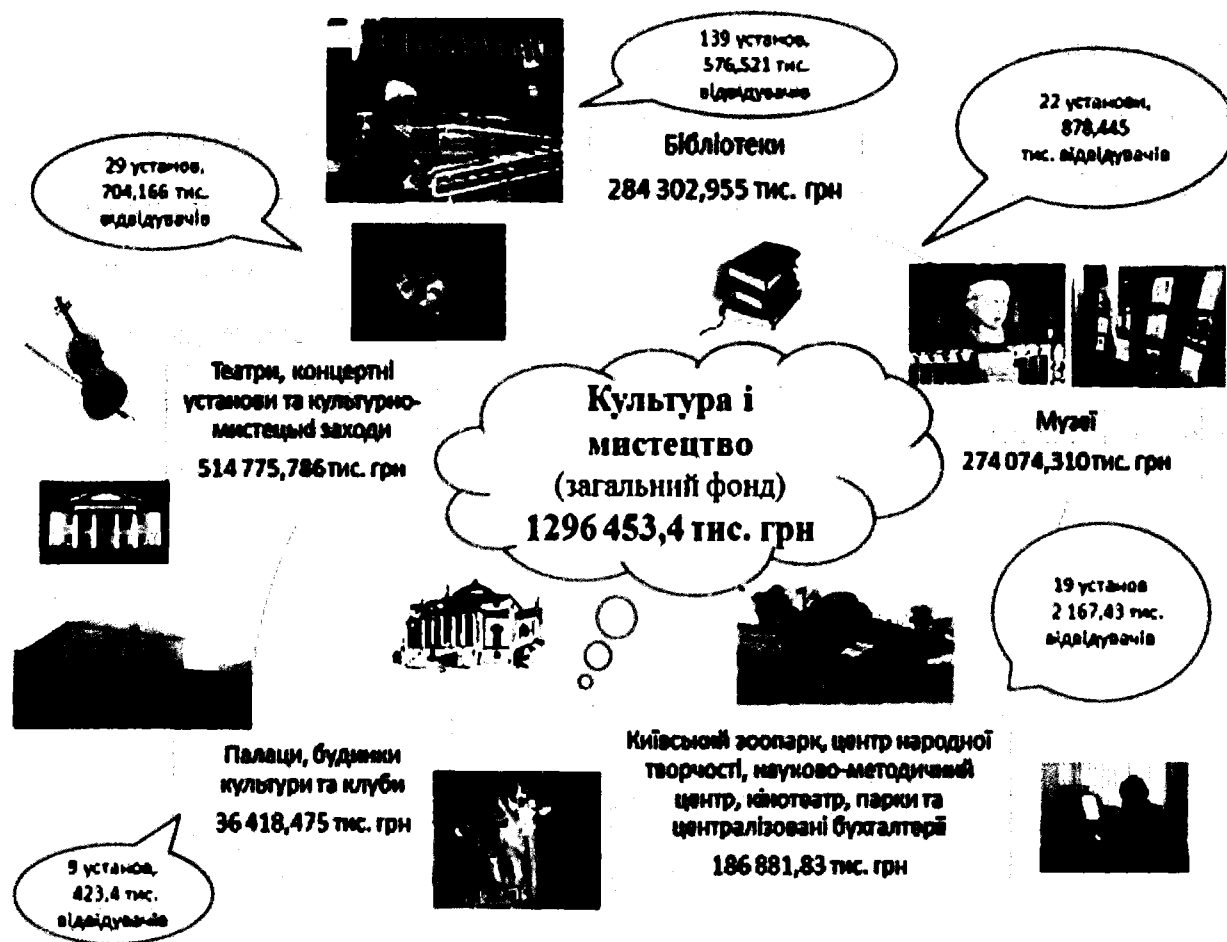 139 установ,
576,521 тис.
відвідувачів
Бібліотеки
284 302,955 тис. грн
22 установи,
878,445
тис. відвідувачів
29 установ,
704,166 тис.
відвідувачів
Театри, концертні
установи та культурно-
мистецькі заходи
514 775,786 тис. грн
Культура і
мистецтво
(загальний фонд)
1296 453,4 тис. грн
Музеї
274 074,310 тис. грн
19 установ
2 167,43 тис.
відвідувачів
Палаци, будинки
культури та клуби
36 418,475 тис. грн
9 установ,
423,4 тис.
відвідувачів
Київський зоопарк, центр народної
творчості, науково-методичний
центр, кінотеатр, парки та
централізовані бухгалтерії
186 881,83 тис. грн